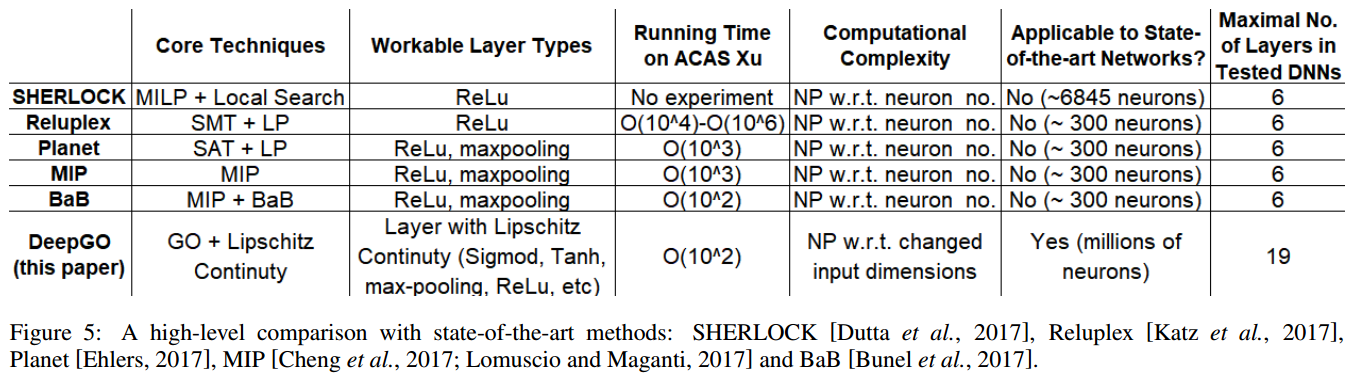 Core Techniques Workable Layer Types Running Time on ACAS Xu Computational Complexity Applicable to State-of-the-art Networks? Maximal No. of Layers in Tested DNNs
SHERLOCK MILP + Local Search ReLu No experiment NP w.r.t. neuron no. No (~6845 neurons) 6
Reluplex SMT + LP ReLu O(10^4)-O(10^6) NP w.r.t. neuron no. No (~ 300 neurons) 6
Planet SAT + LP ReLu, maxpooling O(10^3) NP w.r.t. neuron no. No (~ 300 neurons) 6
MIP MIP ReLu, maxpooling O(10^3) NP w.r.t. neuron no. No (~ 300 neurons) 6
BaB MIP + BaB ReLu, maxpooling O(10^2) NP w.r.t. neuron no. No (~ 300 neurons) 6
DeepGO (this paper) GO + Lipschitz Continuty Layer with Lipschitz Continuty (Sigmod, Tanh, max-pooling, ReLu, etc) O(10^2) NP w.r.t. changed input dimensions Yes (millions of neurons) 19
Figure 5: A high-level comparison with state-of-the-art methods: SHERLOCK [Dutta et al., 2017], Reluplex [Katz et al., 2017],
Planet [Ehlers, 2017], MIP [Cheng et al., 2017; Lomuscio and Maganti, 2017] and BaB [Bunel et al., 2017].